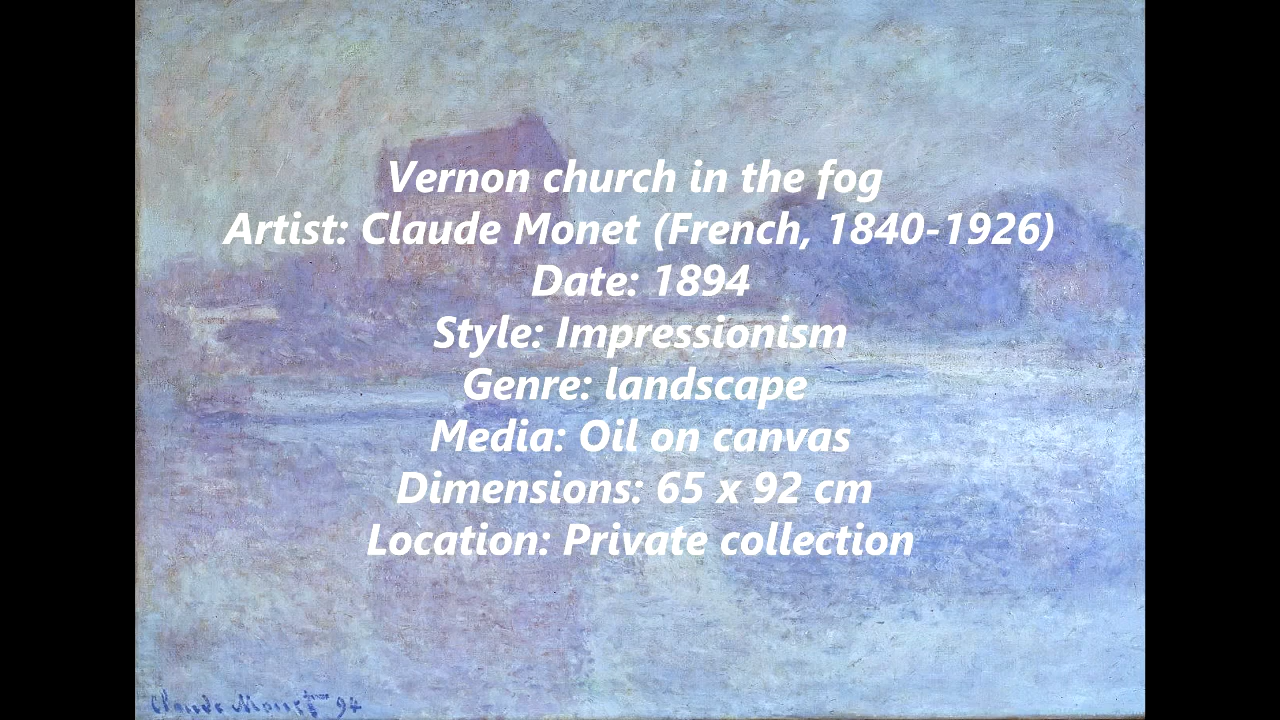 Vernon church in the fog
Artist: Claude Monet (French, 1840-1926)
Date: 1894
Style: Impressionism
Genre: landscape
Media: Oil on canvas
Dimensions: 65 x 92 cm
Location: Private collection
Claude Monet 94